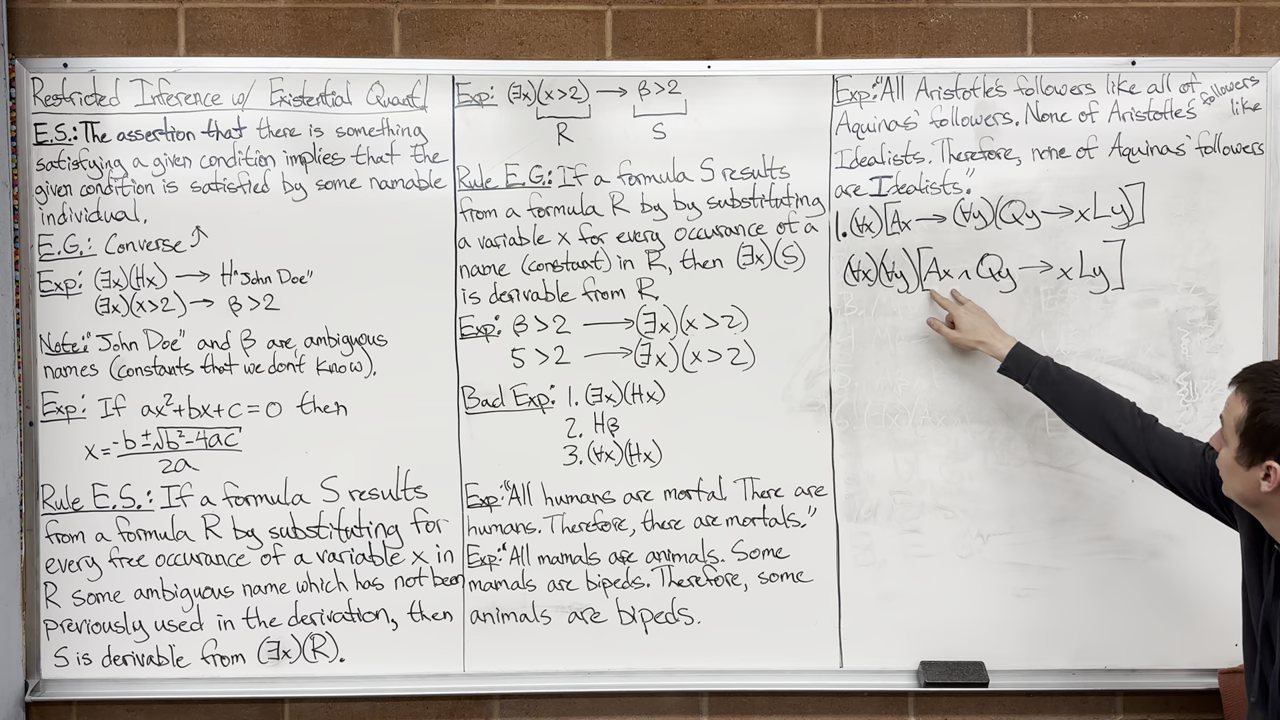 Restricted Inference w/ Existential Quant
E.S.: The assertion that there is something
satisfying a given condition implies that the
given condition is satisfied by some namable
individual.
E.G.: Converse ↑
Exp: (∃x)(Hx) → H"John Doe"
(∃x)(x>2) → β>2
Note: "John Doe" and β are ambiguous
names (constants that we don't know).
Exp: If ax²+bx+c=0 then
x = -b±√b²-4ac
2a
Rule E.S.: If a formula S results
from a formula R by substituting for
every free occurance of a variable x in
R some ambiguous name which has not been
previously used in the derivation, then
S is derivable from (∃x)(R).
Exp: (∃x)(x>2) → β>2
R S
Rule E.G.: If a formula S results
from a formula R by by substituting
a variable x for every occurance of a
name (constant) in R, then (∃x)(S)
is derivable from R
Exp: β>2 → (∃x)(x>2)
5>2 → (∃x)(x>2)
Bad Exp: 1. (∃x)(Hx)
2. Hβ
3. (∀x)(Hx)
Exp: "All humans are mortal. There are
humans. Therefore, there are mortals."
Exp: "All mamals are animals. Some
mamals are bipeds. Therefore, some
animals are bipeds.
Exp: "All Aristotle's followers like all of
Aquinas' followers. None of Aristotle's followers like
Idealists. Therefore, none of Aquinas' followers
are Idealists."
1. (∀x)[Ax → (∀y)(Qy → xLy)]
(∀x)(∀y)[Ax ∧ Qy → xLy]